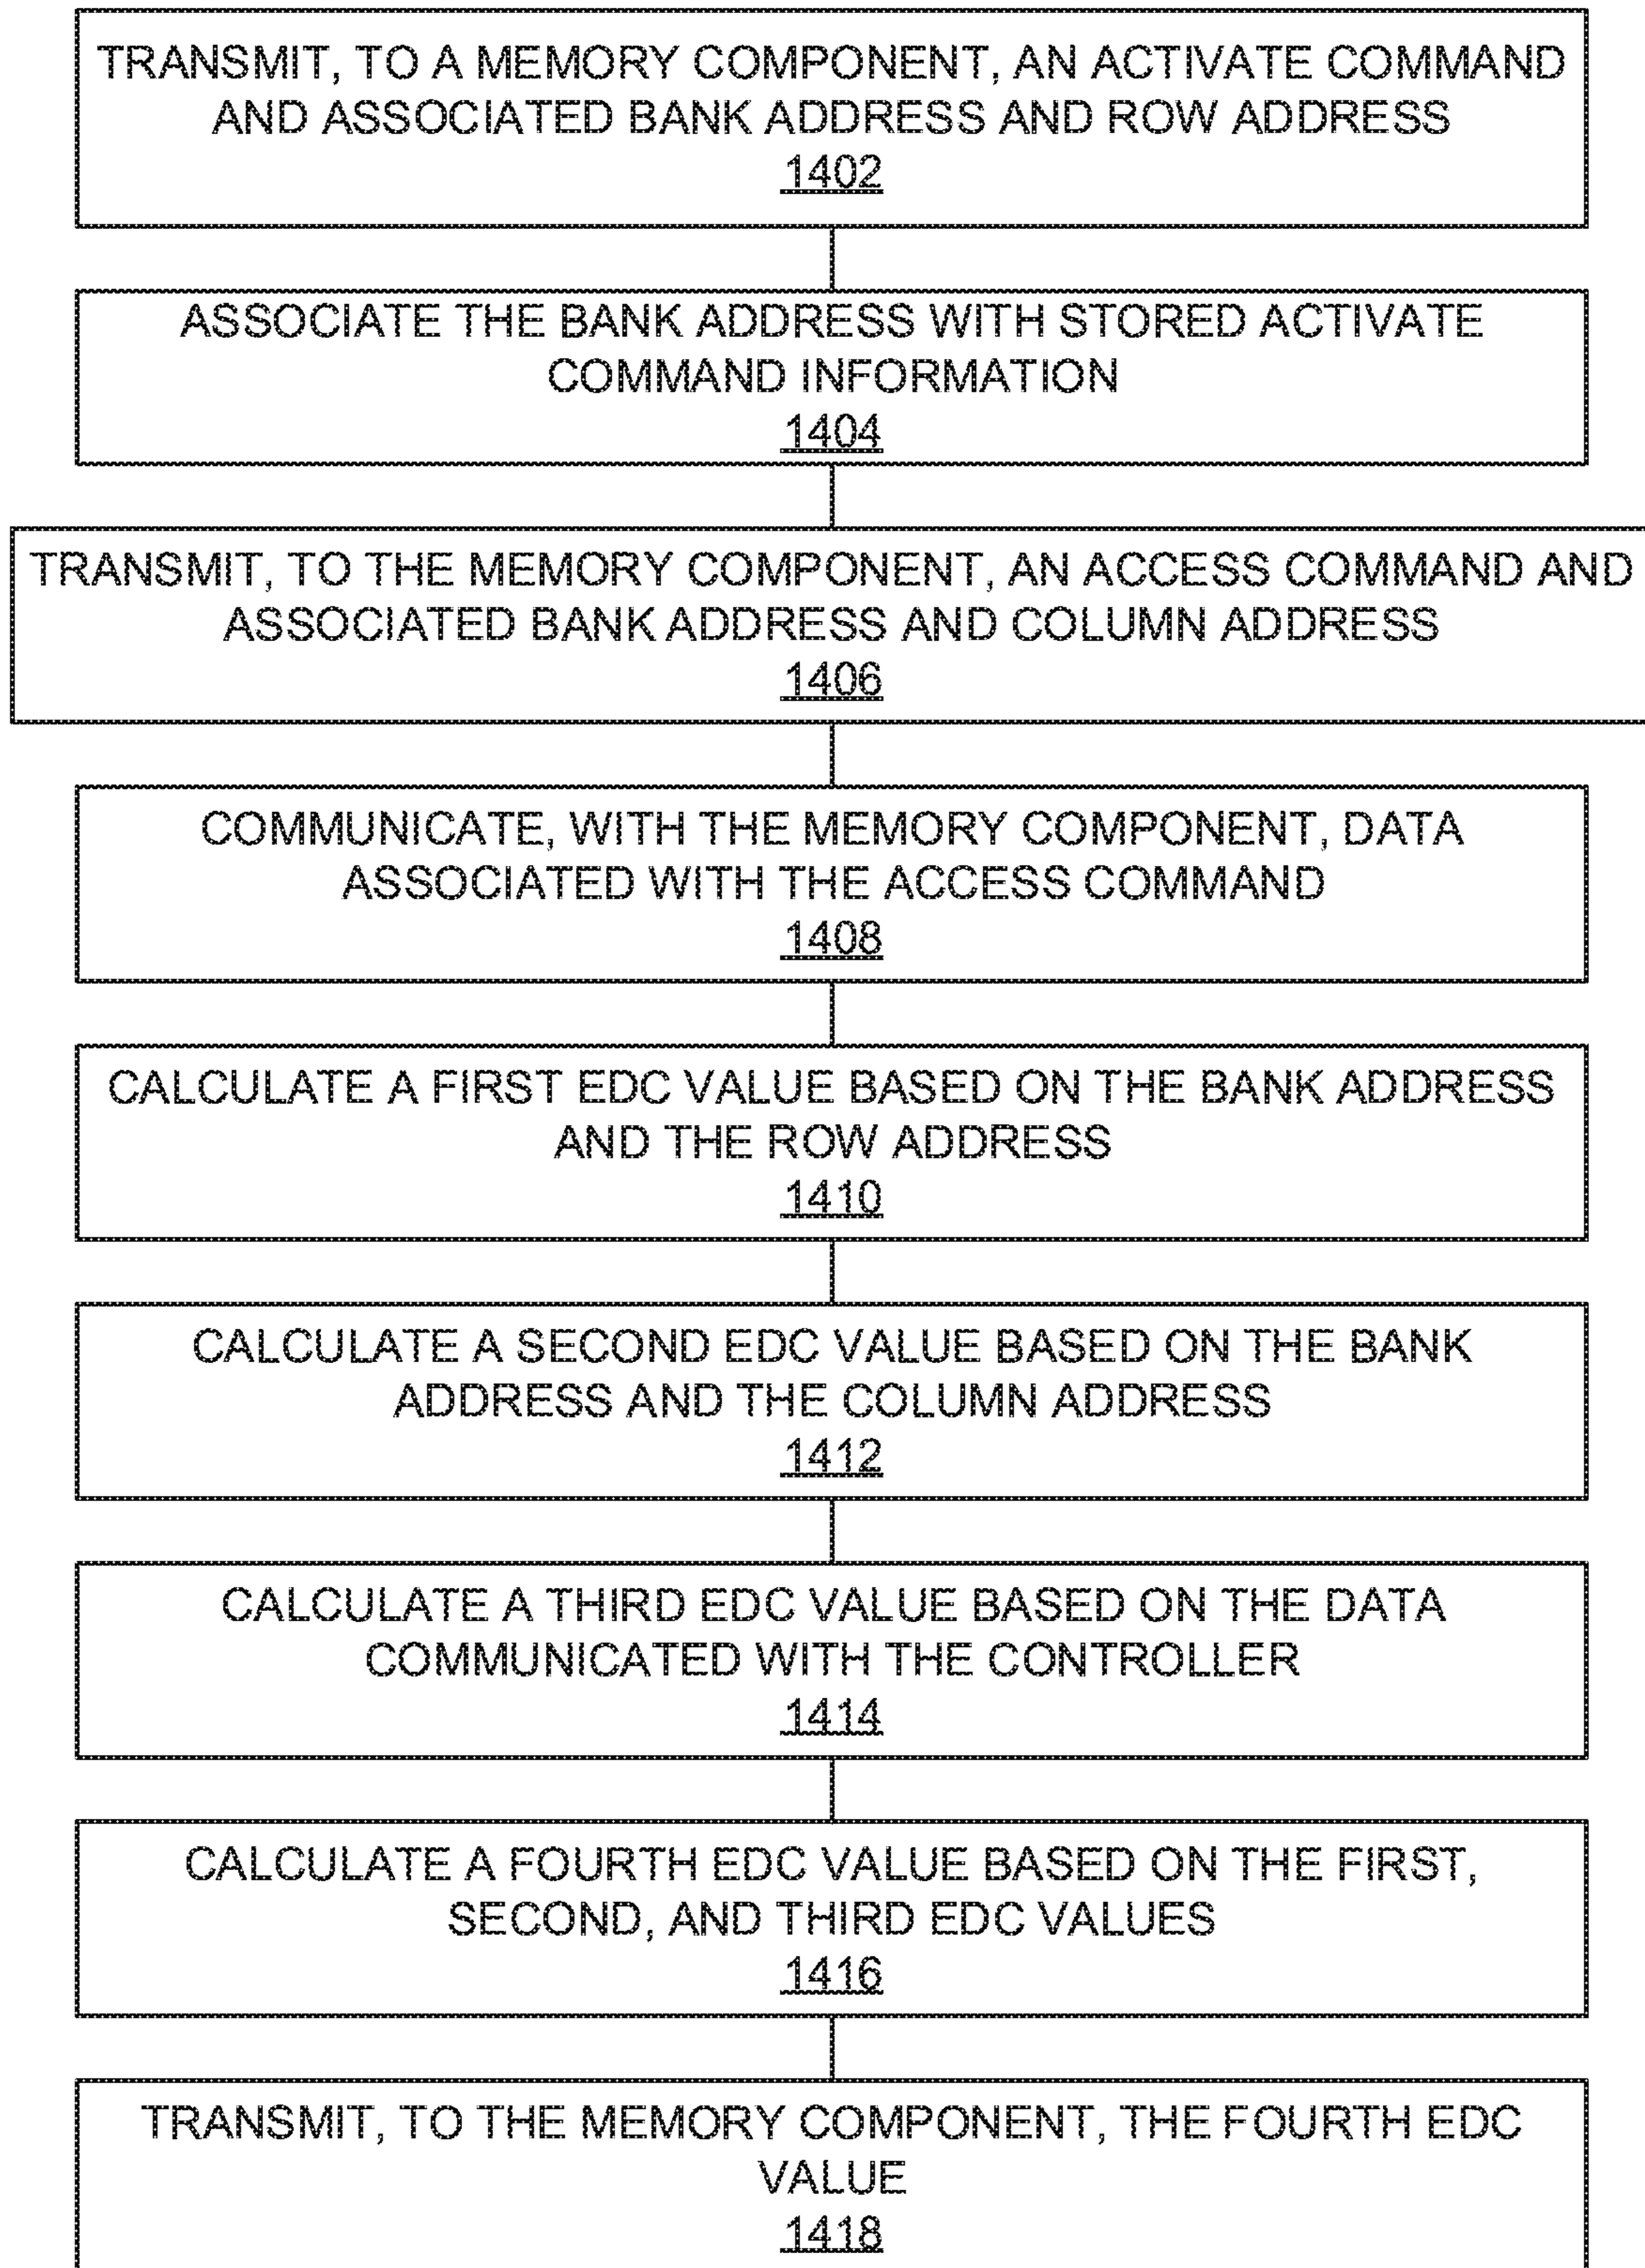 TRANSMIT, TO A MEMORY COMPONENT, AN ACTIVATE COMMAND
AND ASSOCIATED BANK ADDRESS AND ROW ADDRESS
1402
ASSOCIATE THE BANK ADDRESS WITH STORED ACTIVATE
COMMAND INFORMATION
1404
TRANSMIT, TO THE MEMORY COMPONENT, AN ACCESS COMMAND AND
ASSOCIATED BANK ADDRESS AND COLUMN ADDRESS
1406
COMMUNICATE, WITH THE MEMORY COMPONENT, DATA
ASSOCIATED WITH THE ACCESS COMMAND
1408
CALCULATE A FIRST EDC VALUE BASED ON THE BANK ADDRESS
AND THE ROW ADDRESS
1410
CALCULATE A SECOND EDC VALUE BASED ON THE BANK
ADDRESS AND THE COLUMN ADDRESS
1412
CALCULATE A THIRD EDC VALUE BASED ON THE DATA
COMMUNICATED WITH THE CONTROLLER
1414
CALCULATE A FOURTH EDC VALUE BASED ON THE FIRST,
SECOND, AND THIRD EDC VALUES
1416
TRANSMIT, TO THE MEMORY COMPONENT, THE FOURTH EDC
VALUE
1418